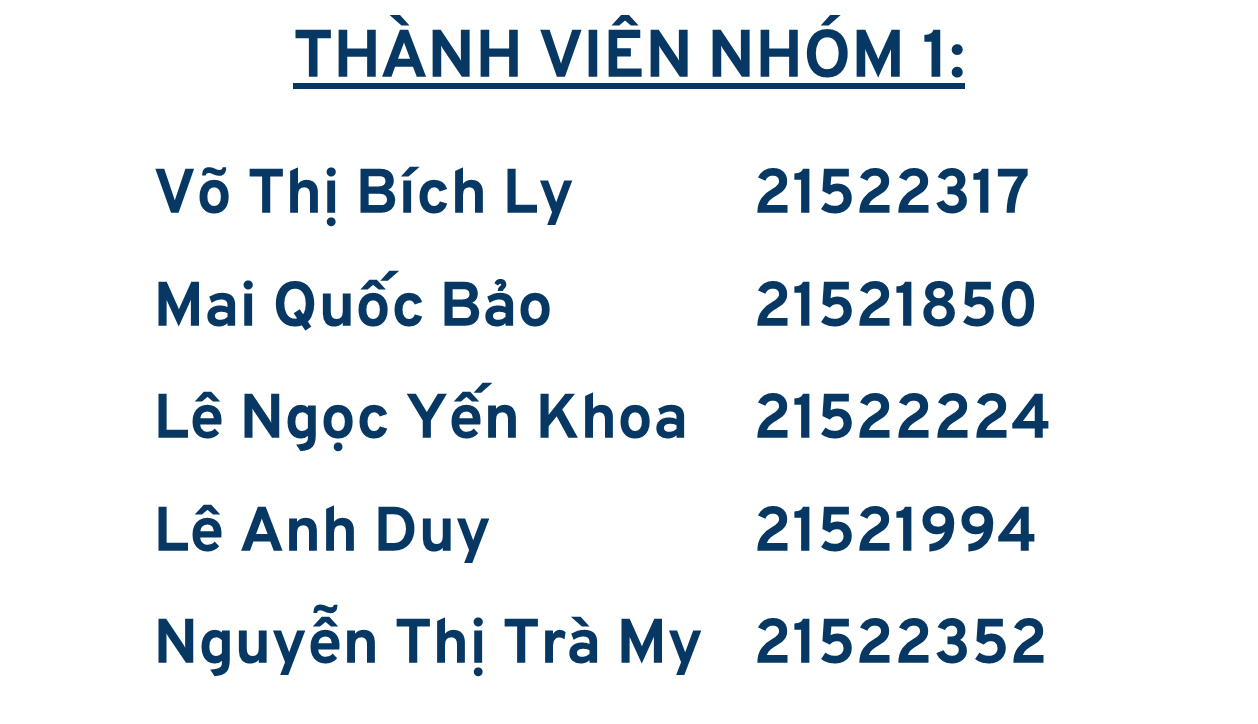 THÀNH VIÊN NHÓM 1:
Võ Thị Bích Ly 21522317
Mai Quốc Bảo 21521850
Lê Ngọc Yến Khoa 21522224
Lê Anh Duy 21521994
Nguyễn Thị Trà My 21522352